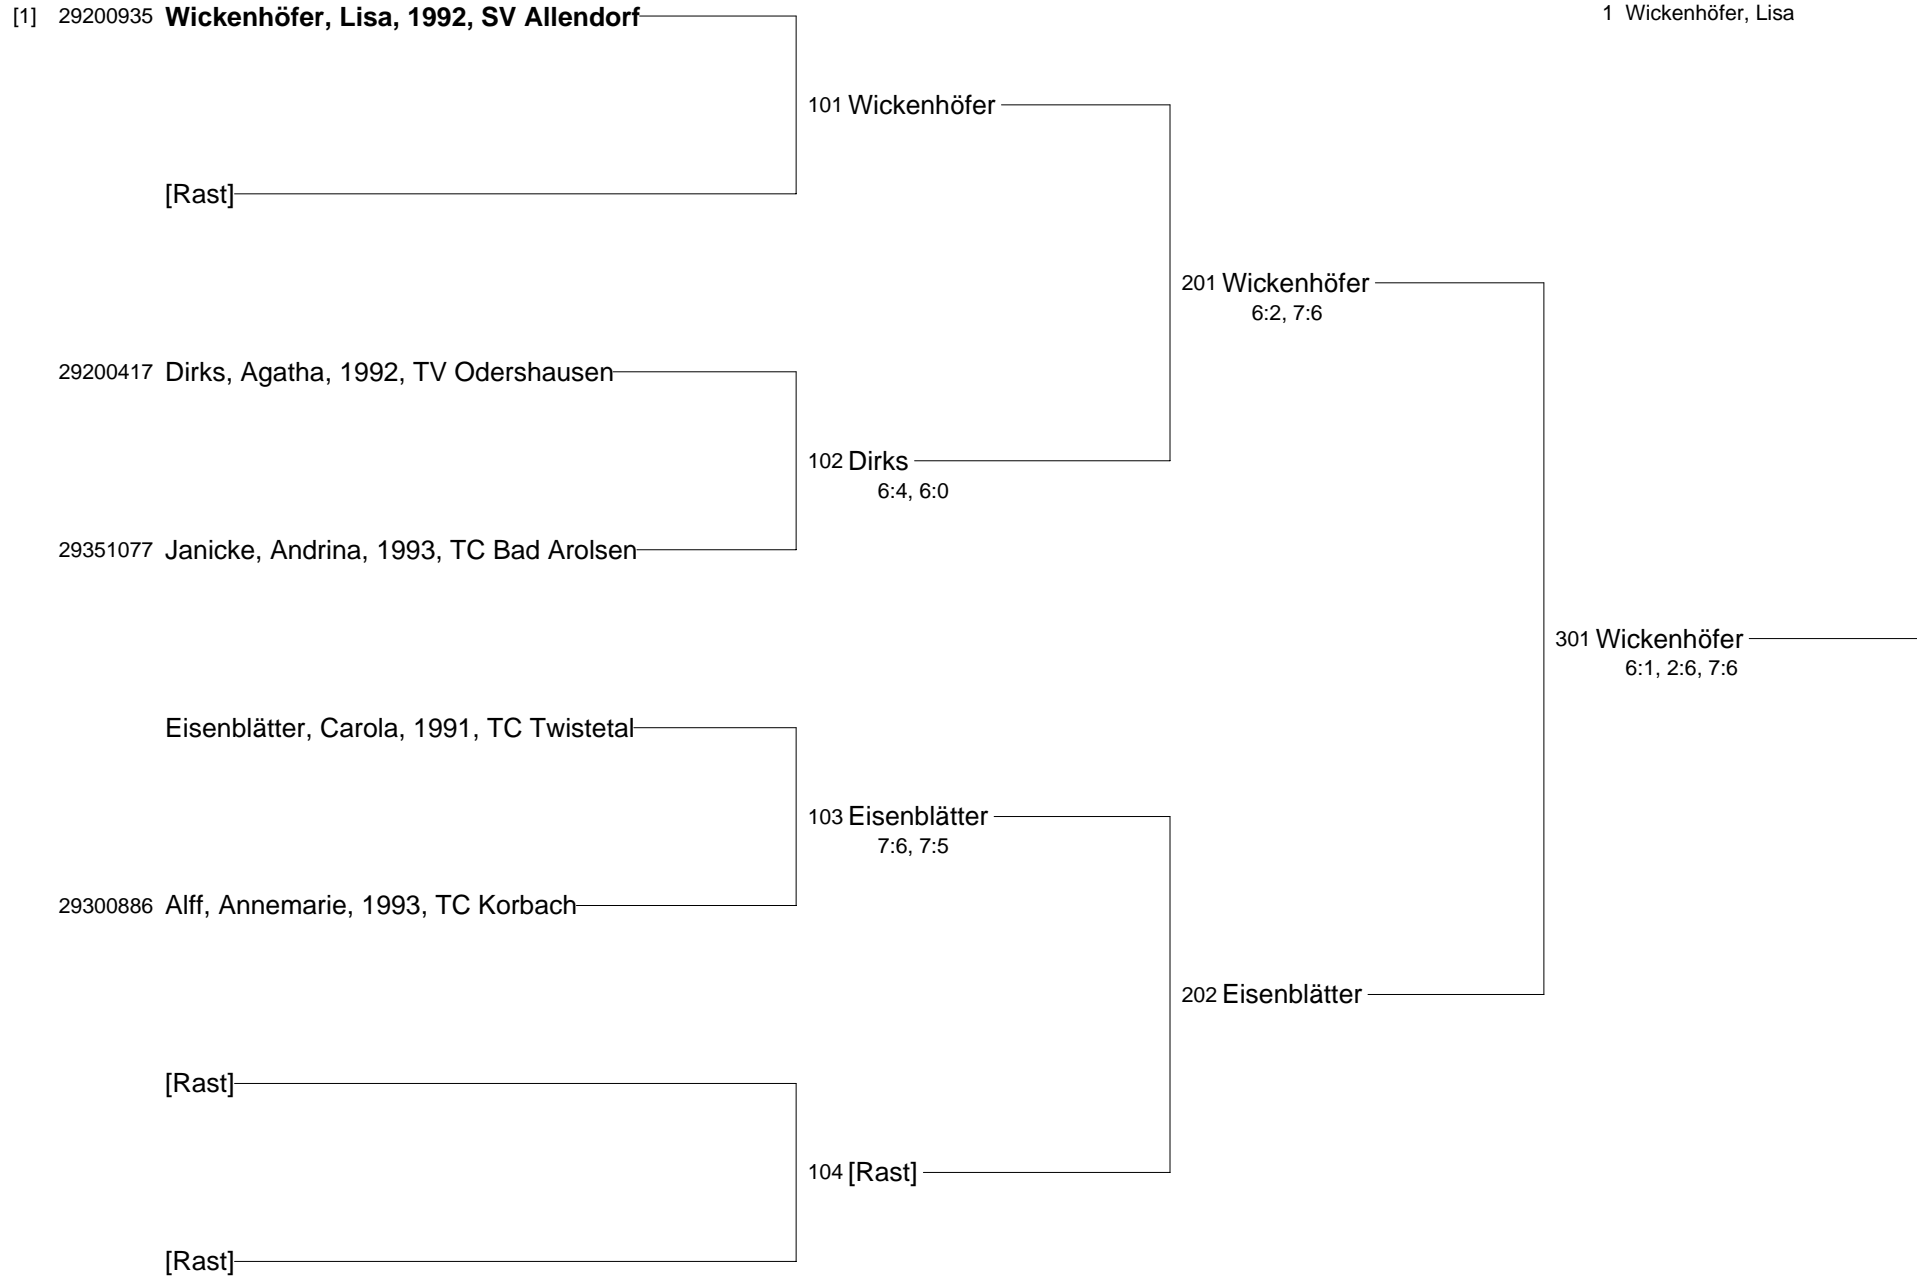 [1] 29200935 Wickenhöfer, Lisa, 1992, SV Allendorf
1 Wickenhöfer, Lisa
101 Wickenhöfer
[Rast]
201 Wickenhöfer
6:2, 7:6
29200417 Dirks, Agatha, 1992, TV Odershausen
102 Dirks
6:4, 6:0
29351077 Janicke, Andrina, 1993, TC Bad Arolsen
301 Wickenhöfer
6:1, 2:6, 7:6
Eisenblätter, Carola, 1991, TC Twistetal
103 Eisenblätter
7:6, 7:5
29300886 Alff, Annemarie, 1993, TC Korbach
202 Eisenblätter
[Rast]
104 [Rast]
[Rast]